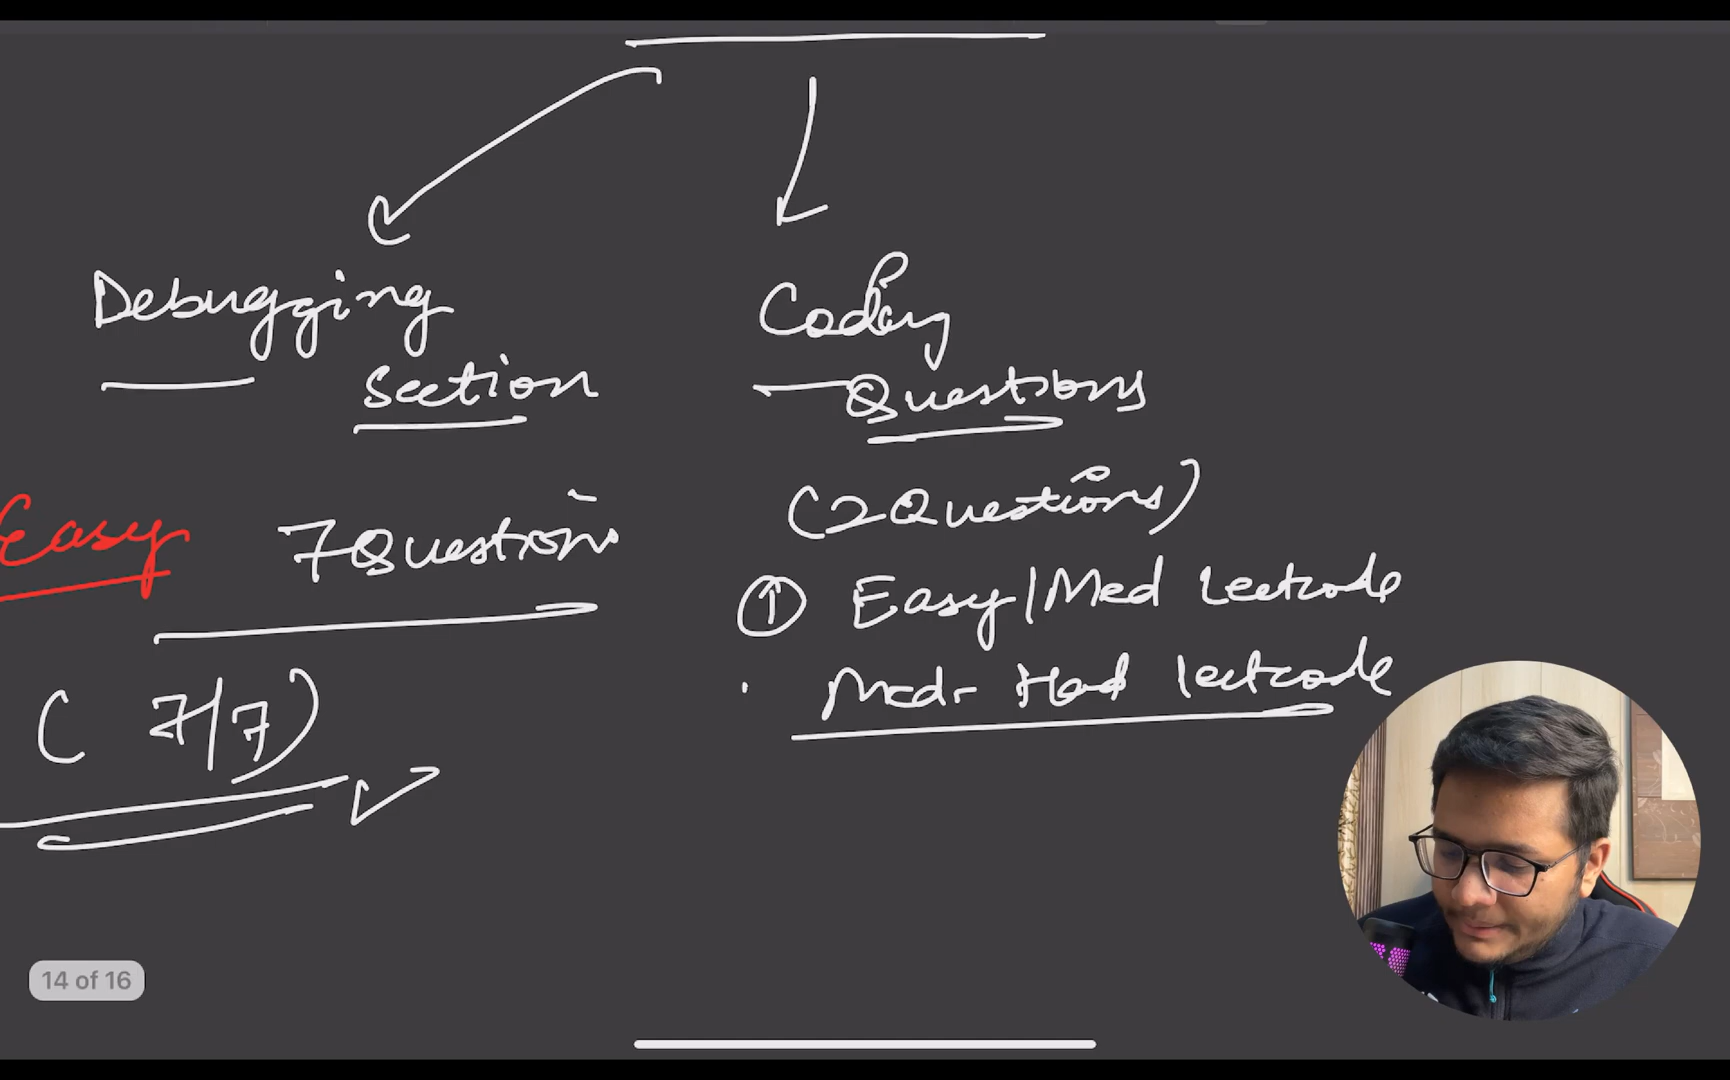 Debugging
Section
Coding
Questions
Easy
7 Questions
(2 Questions)
① Easy/Med leetcode
. Med- Hard leetcode
( 7/7)
14 of 16